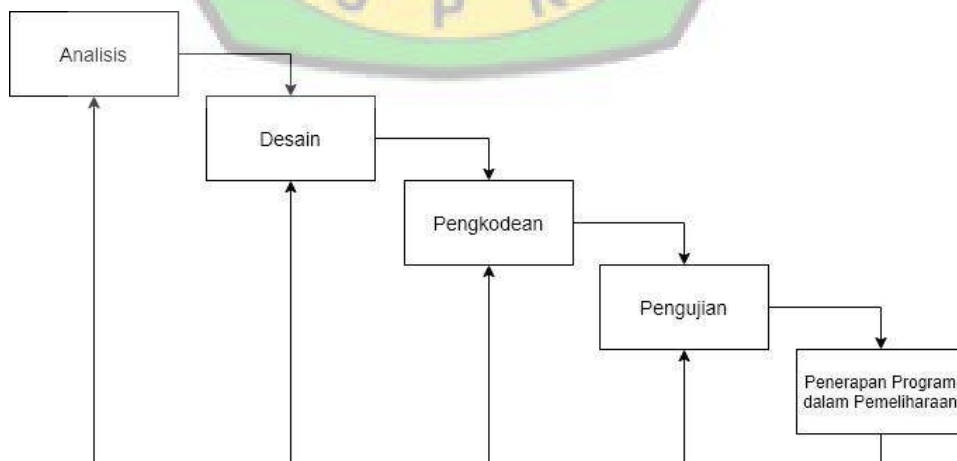 U P N
Analisis
Desain
Pengkodean
Pengujian
Penerapan Program
dalam Pemeliharaan